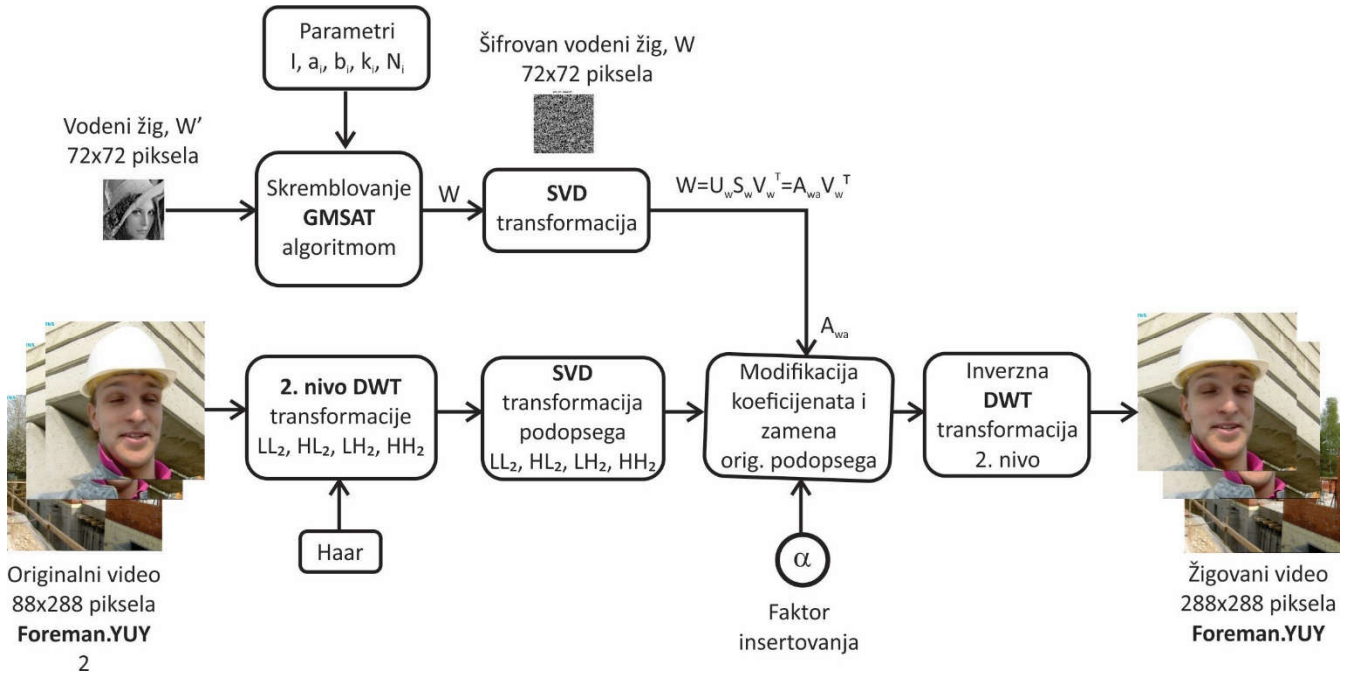 Parametri
I, aᵢ, bᵢ, kᵢ, Nᵢ
Šifrovan vodeni žig, W
72x72 piksela
Vodeni žig, W’
72x72 piksela
Skremblovanje
GMSAT
algoritmom
W
SVD
transformacija
W=U_wS_wV_w^T=A_waV_w^T
A_wa
2. nivo DWT
transformacije
LL₂, HL₂, LH₂, HH₂
SVD
transformacija
podopsega
LL₂, HL₂, LH₂, HH₂
Modifikacija
koeficijenata i
zamena
orig. podopsega
Inverzna
DWT
transformacija
2. nivo
Haar
α
Faktor
insertovanja
Originalni video
88x288 piksela
Foreman.YUY
2
Žigovani video
288x288 piksela
Foreman.YUY